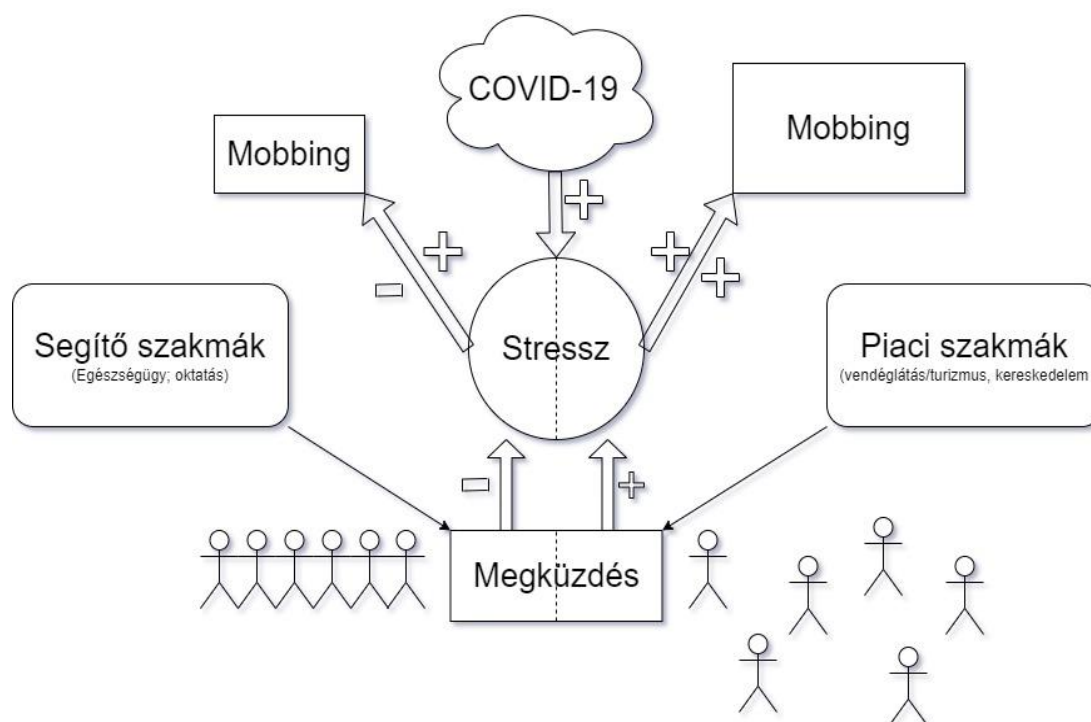 COVID-19
Mobbing
Mobbing
Segítő szakmák
(Egészségügy; oktatás)
Stressz
Piaci szakmák
(vendéglátás/turizmus, kereskedelem
Megküzdés